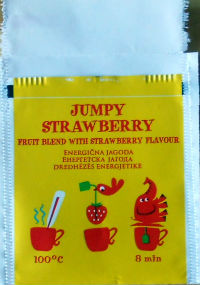 JUMPY
STRAWBERRY
FRUIT BLEND WITH STRAWBERRY FLAVOUR
ENERGIČNA JAGODA
ЕНЕРГЕТСКА ЈАГОДА
DREDHËZËS ENERGJETIKE
100°C 8 min